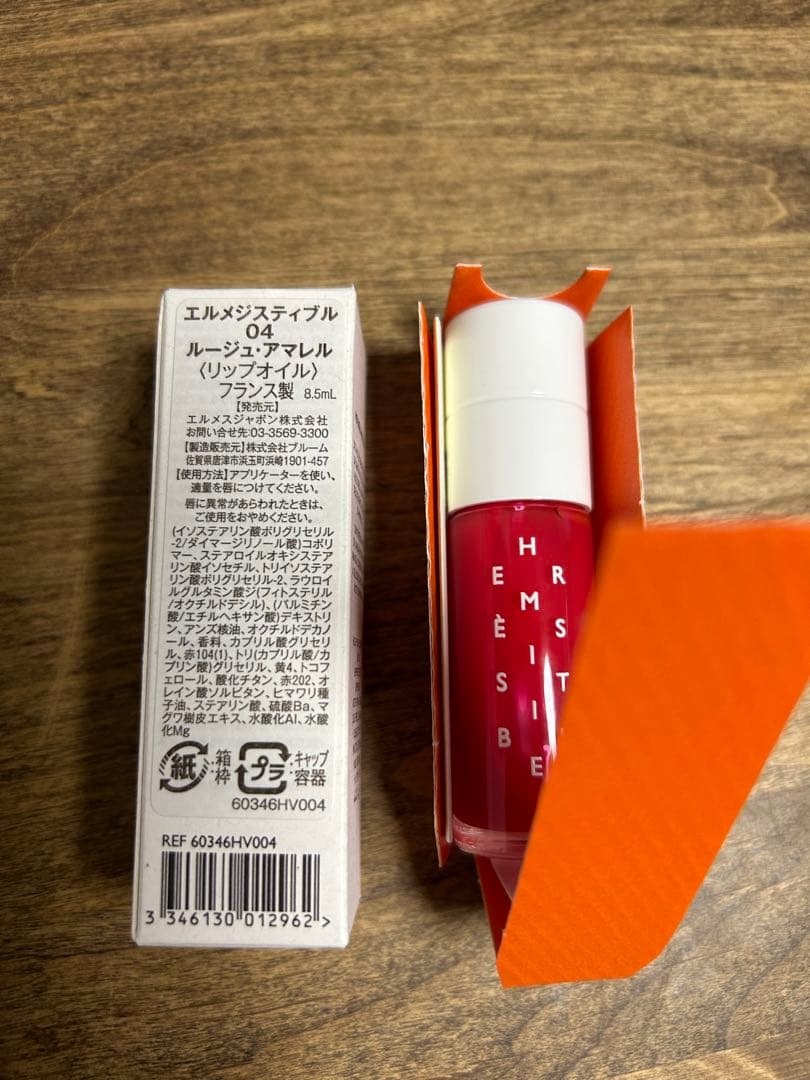 エルメジスティブル
04
ルージュ・アマレル
〈リップオイル〉
フランス製 8.5mL
【発売元】
エルメスジャポン株式会社
お問い合せ先:03-3569-3300
【製造販売元】株式会社ブルーム
佐賀県唐津市浜玉町浜崎1901-457
【使用方法】アプリケーターを使い、
適量を唇につけてください。
唇に異常があらわれたときは、
ご使用をおやめください。
(イソステアリン酸ポリグリセリル
-2/ダイマージリノール酸)コポリ
マー、ステアロイルオキシステア
リン酸イソセチル、トリイソステア
リン酸ポリグリセリル-2、ラウロイ
ルグルタミン酸ジ(フィトステリル
/オクチルドデシル)、(パルミチン
酸/エチルヘキサン酸)デキストリ
ン、アンズ核油、オクチルドデカノ
ール、香料、カプリル酸グリセリ
ル、赤104(1)、トリ(カプリル酸/カ
プリン酸)グリセリル、黄4、トコフ
ェロール、酸化チタン、赤202、オ
レイン酸ソルビタン、ヒマワリ種
子油、ステアリン酸、硫酸Ba、マ
グワ樹皮エキス、水酸化Al、水酸
化Mg
紙 箱 枠 プラ キャップ 容器
60346HV004
REF 60346HV004
3 346130 012962 >
H
E R
M
È S
I
S T
I
B
E